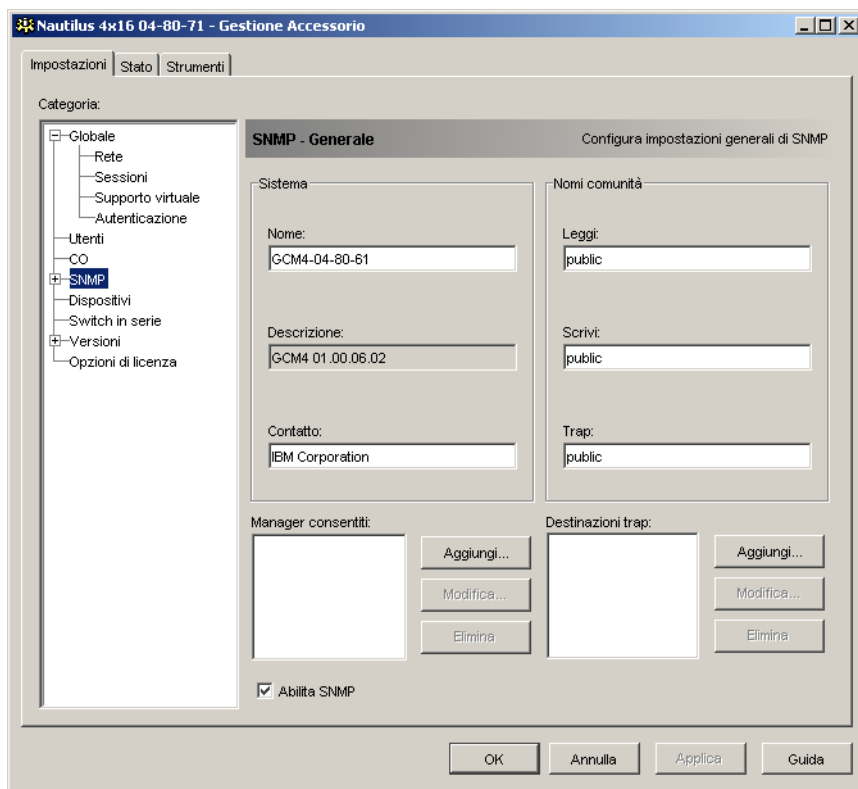 Nautilus 4x16 04-80-71 - Gestione Accessorio
Impostazioni Stato Strumenti
Categoria:
Globale
Rete
Sessioni
Supporto virtuale
Autenticazione
Utenti
CO
SNMP
Dispositivi
Switch in serie
Versioni
Opzioni di licenza
SNMP - Generale Configura impostazioni generali di SNMP
Sistema
Nome:
GCM4-04-80-61
Descrizione:
GCM4 01.00.06.02
Contatto:
IBM Corporation
Nomi comunità
Leggi:
public
Scrivi:
public
Trap:
public
Manager consentiti:
Aggiungi...
Modifica...
Elimina
Destinazioni trap:
Aggiungi...
Modifica...
Elimina
Abilita SNMP
OK Annulla Applica Guida